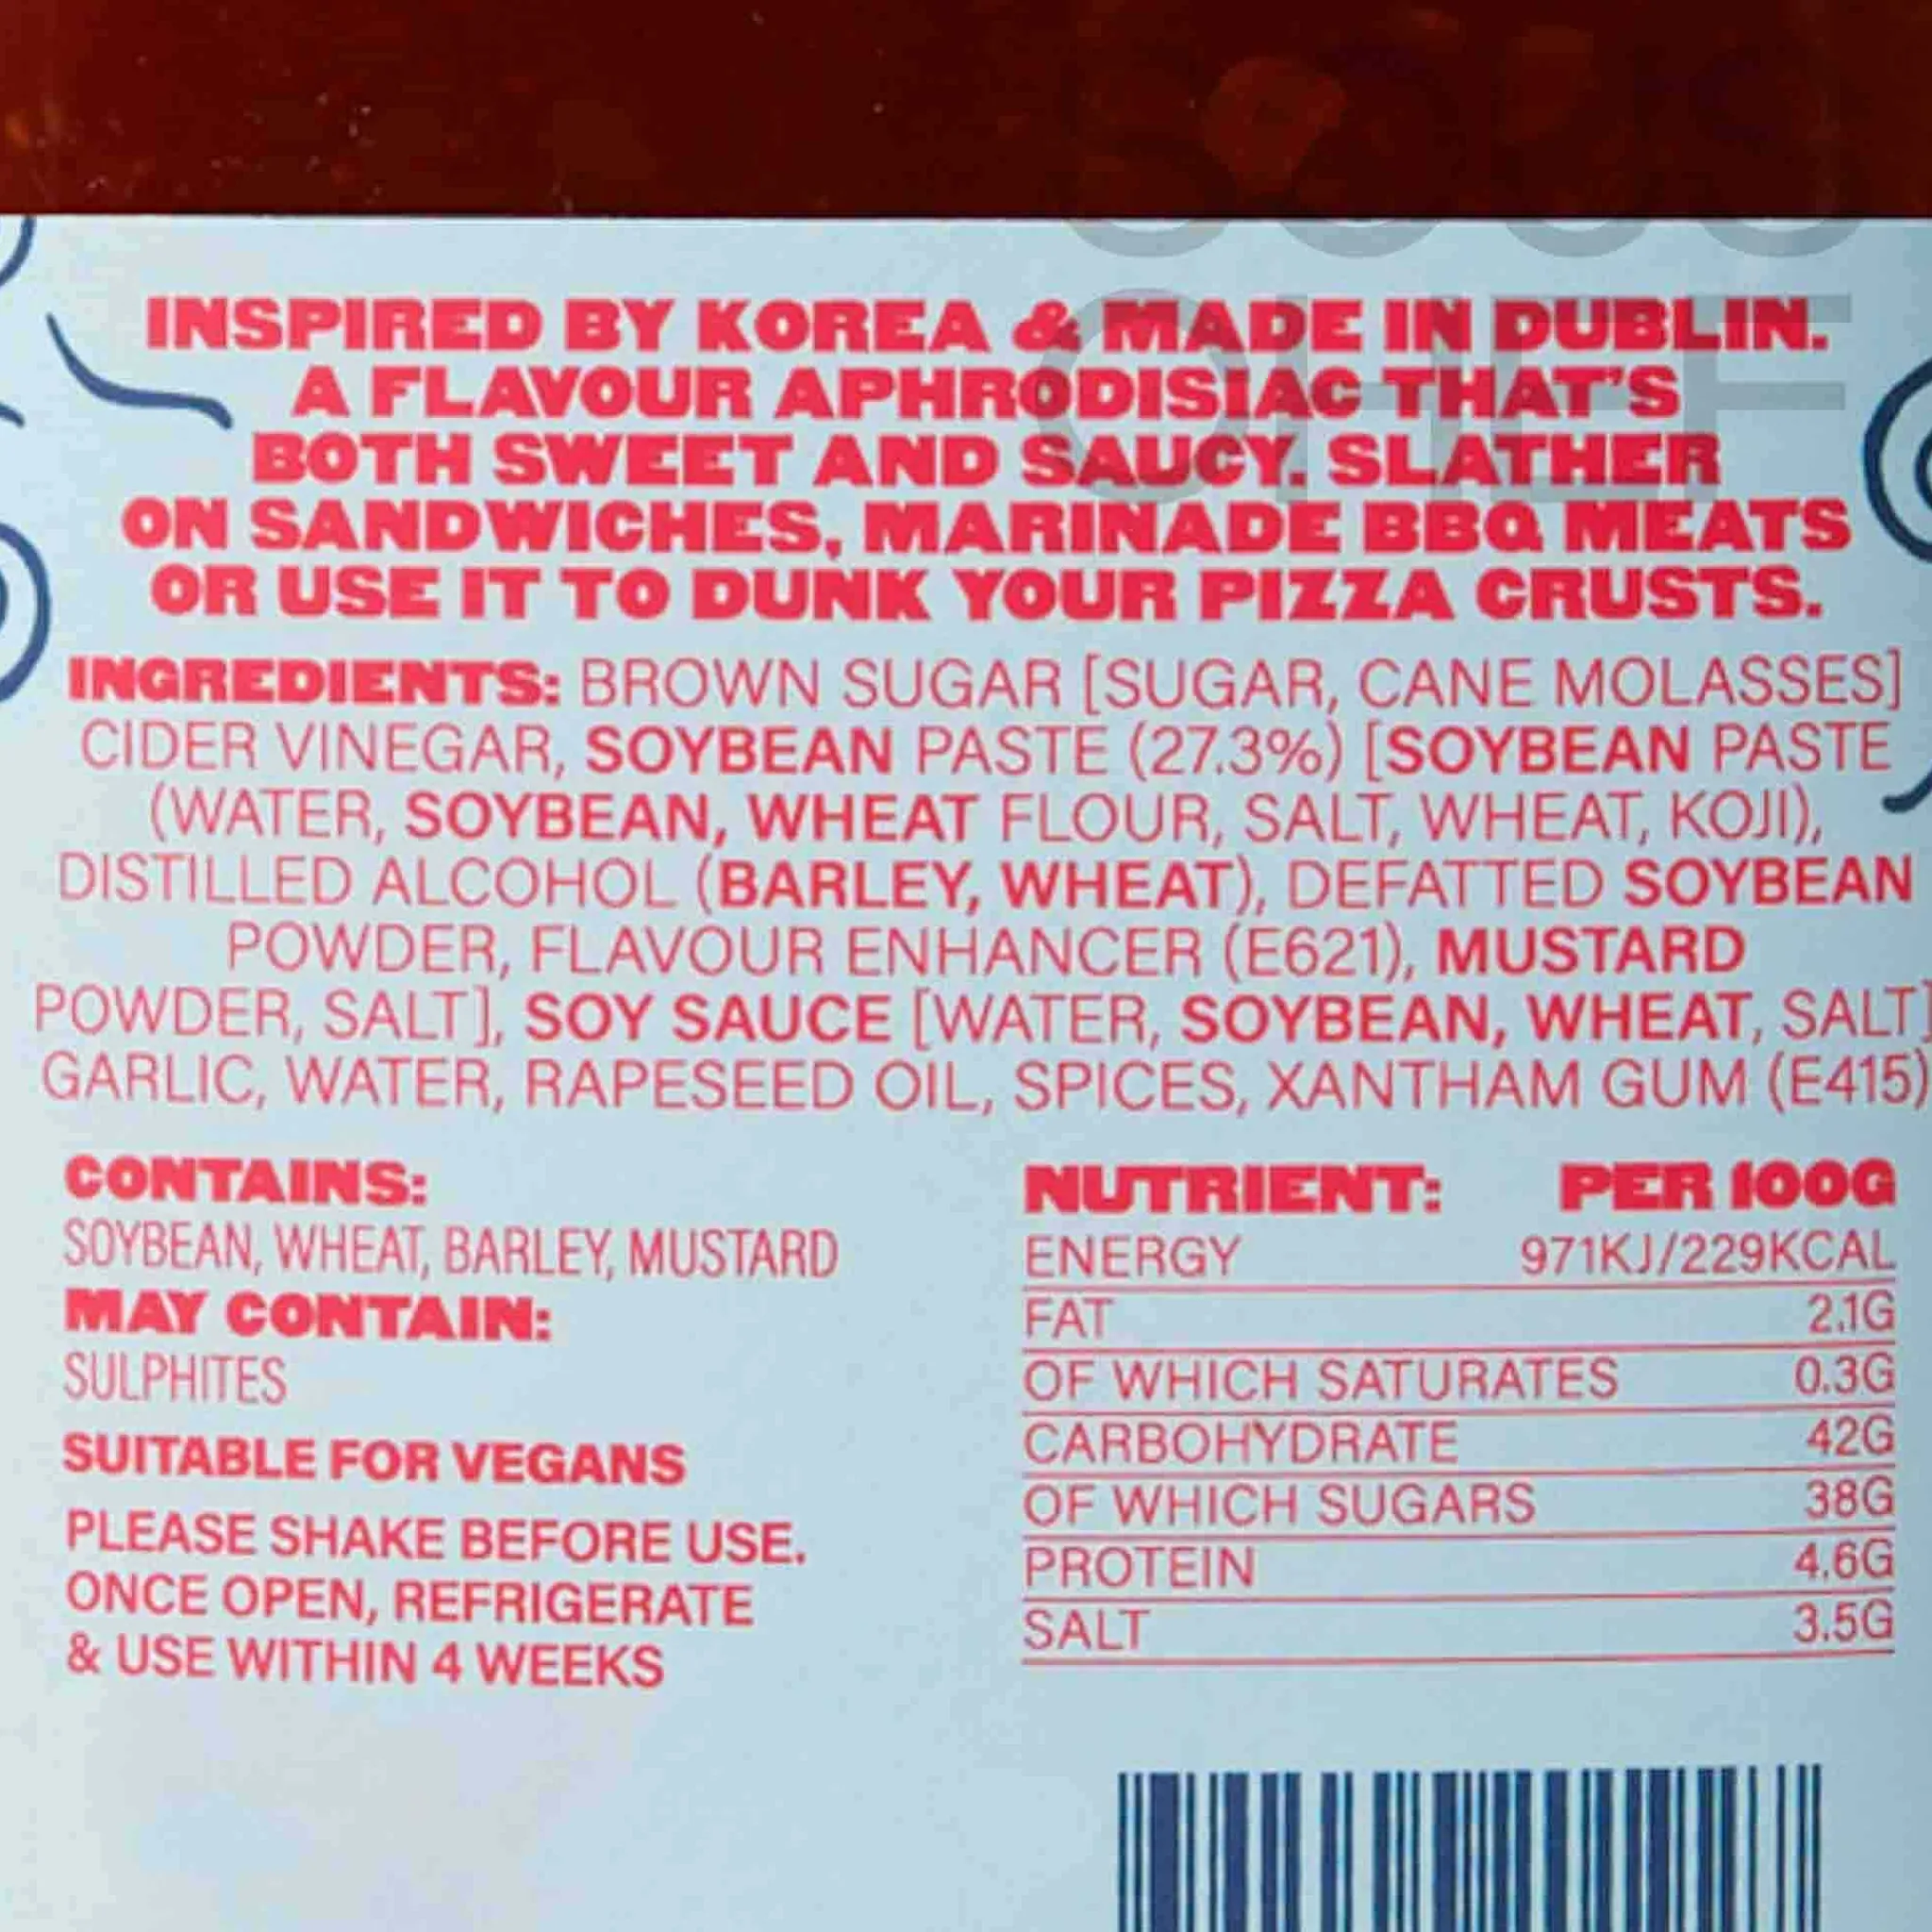 INSPIRED BY KOREA & MADE IN DUBLIN.
A FLAVOUR APHRODISIAC THAT'S
BOTH SWEET AND SAUCY. SLATHER
ON SANDWICHES, MARINADE BBQ MEATS
OR USE IT TO DUNK YOUR PIZZA CRUSTS.
INGREDIENTS: BROWN SUGAR [SUGAR, CANE MOLASSES]
CIDER VINEGAR, SOYBEAN PASTE (27.3%) [SOYBEAN PASTE
(WATER, SOYBEAN, WHEAT FLOUR, SALT, WHEAT, KOJI),
DISTILLED ALCOHOL (BARLEY, WHEAT), DEFATTED SOYBEAN
POWDER, FLAVOUR ENHANCER (E621), MUSTARD
POWDER, SALT], SOY SAUCE [WATER, SOYBEAN, WHEAT, SALT]
GARLIC, WATER, RAPESEED OIL, SPICES, XANTHAM GUM (E415)
CONTAINS:
SOYBEAN, WHEAT, BARLEY, MUSTARD
MAY CONTAIN:
SULPHITES
SUITABLE FOR VEGANS
PLEASE SHAKE BEFORE USE.
ONCE OPEN, REFRIGERATE
& USE WITHIN 4 WEEKS
NUTRIENT: PER 100G
ENERGY 971KJ/229KCAL
FAT 2.1G
OF WHICH SATURATES 0.3G
CARBOHYDRATE 42G
OF WHICH SUGARS 38G
PROTEIN 4.6G
SALT 3.5G
CHEF